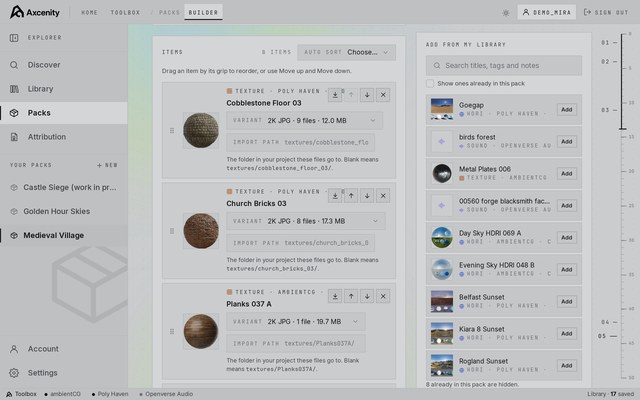 Axcenity
HOME
TOOLBOX
/ PACKS
BUILDER
DEMO_MIRA
SIGN OUT
EXPLORER
Discover
Library
Packs
Attribution
YOUR PACKS
+ NEW
Castle Siege (work in pr...
Golden Hour Skies
Medieval Village
Account
Settings
ITEMS
8 ITEMS
AUTO SORT Choose...
Drag an item by its grip to reorder, or use Move up and Move down.
TEXTURE · POLY HAVEN ·
Cobblestone Floor 03
VARIANT 2K JPG · 9 files · 12.0 MB
IMPORT PATH textures/cobblestone_flo
The folder in your project these files go to. Blank means
textures/cobblestone_floor_03/.
TEXTURE · POLY HAVEN ·
Church Bricks 03
VARIANT 2K JPG · 8 files · 17.3 MB
IMPORT PATH textures/church_bricks_0
The folder in your project these files go to. Blank means
textures/church_bricks_03/.
TEXTURE · AMBIENTCG ·
Planks 037 A
VARIANT 2K JPG · 1 file · 19.7 MB
IMPORT PATH textures/Planks037A/
The folder in your project these files go to. Blank
means textures/Planks037A/.
ADD FROM MY LIBRARY
Search titles, tags and notes
Show ones already in this pack
Goegap
HDRI · POLY HAVEN ·
Add
birds forest
SOUND · OPENVERSE AU
Add
Metal Plates 006
TEXTURE · AMBIENTCG
Add
00560 forge blacksmith fac...
SOUND · OPENVERSE AU
Add
Day Sky HDRI 069 A
HDRI · AMBIENTCG · C
Add
Evening Sky HDRI 048 B
HDRI · AMBIENTCG · C
Add
Belfast Sunset
HDRI · POLY HAVEN ·
Add
Kiara 8 Sunset
HDRI · POLY HAVEN ·
Add
Rogland Sunset
HDRI · POLY HAVEN ·
Add
8 already in this pack are hidden.
Toolbox
ambientCG
Poly Haven
Openverse Audio
Library · 17 saved